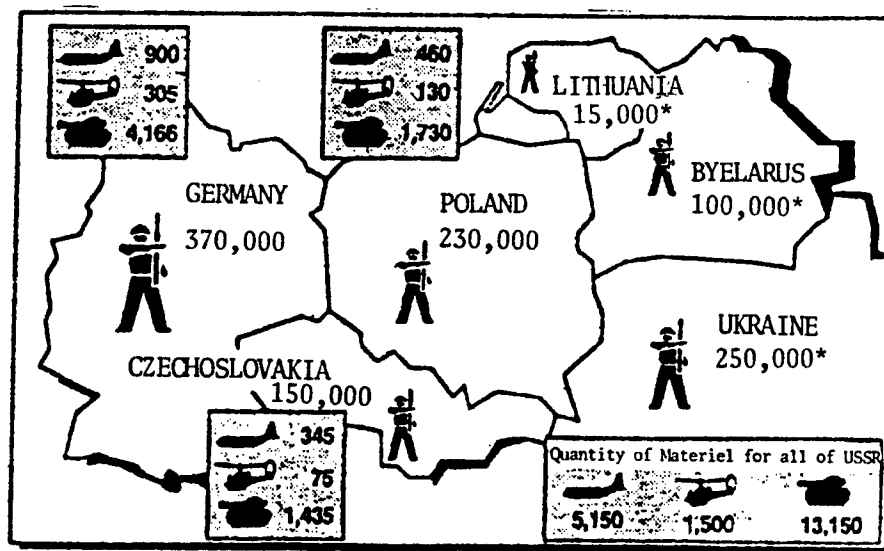 900
305
4,166
460
130
1,730
LITHUANIA
15,000*
BYELARUS
100,000*
GERMANY
370,000
POLAND
230,000
UKRAINE
250,000*
CZECHOSLOVAKIA
150,000
345
75
1,435
Quantity of Materiel for all of USSR
5,150
1,500
13,150